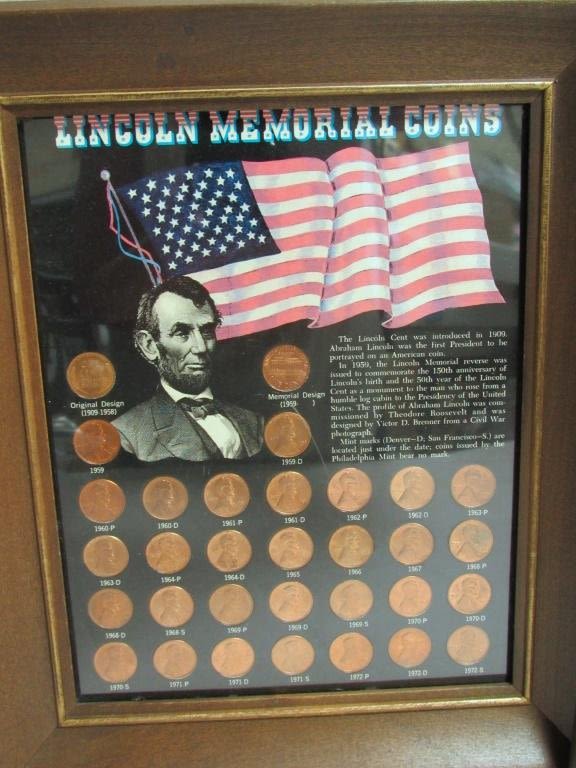 LINCOLN MEMORIAL COINS
The Lincoln Cent was introduced in 1909.
Abraham Lincoln was the first President to be
portrayed on an American coin.
In 1959, the Lincoln Memorial reverse was
issued to commemorate the 150th anniversary of
Lincoln's birth and the 50th year of the Lincoln
Cent as a monument to the man who rose from a
humble log cabin to the Presidency of the United
States. The profile of Abraham Lincoln was com-
missioned by Theodore Roosevelt and was
designed by Victor D. Brenner from a Civil War
photograph.
Mint marks (Denver—D; San Francisco—S.) are
located just under the date; coins issued by the
Philadelphia Mint bear no mark.
Original Design
(1909-1958)
Memorial Design
(1959 )
1959
1959-D
1960-P 1960-D 1961-P 1961-D 1962-P 1962-D 1963-P
1963-D 1964-P 1964-D 1965 1966 1967 1968 P
1968-D 1968-S 1969-P 1969-D 1969-S 1970-P 1970-D
1970-S 1971-P 1971-D 1971-S 1972-P 1972-D 1972-S